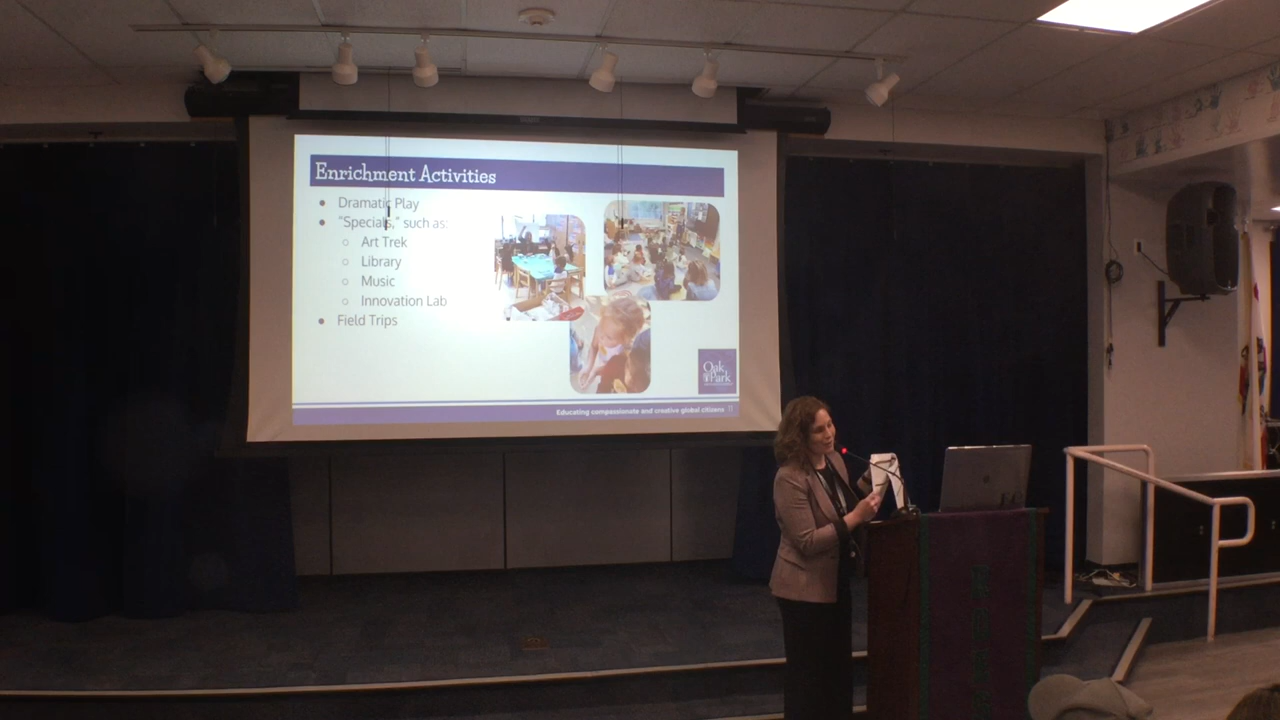 Enrichment Activities
● Dramatic Play
● "Specials," such as:
○ Art Trek
○ Library
○ Music
○ Innovation Lab
● Field Trips
Oak
Park
Educating compassionate and creative global citizens 11